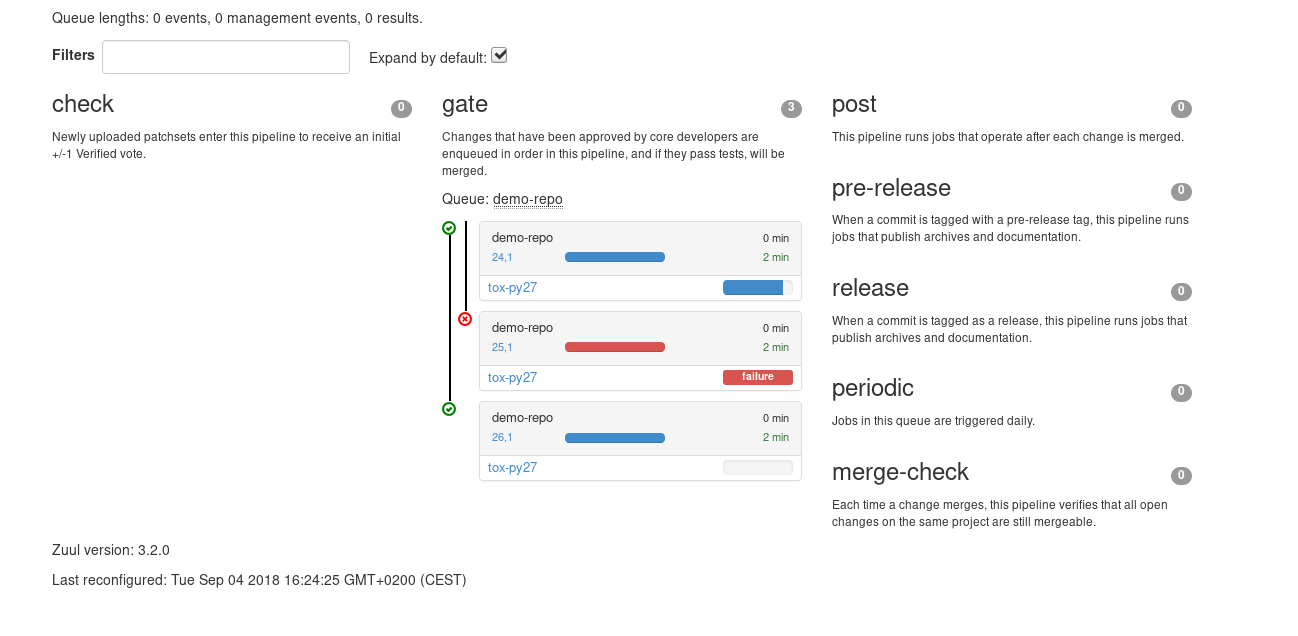 Queue lengths: 0 events, 0 management events, 0 results.
Filters
Expand by default:
check 0
Newly uploaded patchsets enter this pipeline to receive an initial
+/-1 Verified vote.
gate 3
Changes that have been approved by core developers are
enqueued in order in this pipeline, and if they pass tests, will be
merged.
Queue: demo-repo
demo-repo 0 min
24,1 2 min
tox-py27
demo-repo 0 min
25,1 2 min
tox-py27 failure
demo-repo 0 min
26,1 2 min
tox-py27
post 0
This pipeline runs jobs that operate after each change is merged.
pre-release 0
When a commit is tagged with a pre-release tag, this pipeline runs
jobs that publish archives and documentation.
release 0
When a commit is tagged as a release, this pipeline runs jobs that
publish archives and documentation.
periodic 0
Jobs in this queue are triggered daily.
merge-check 0
Each time a change merges, this pipeline verifies that all open
changes on the same project are still mergeable.
Zuul version: 3.2.0
Last reconfigured: Tue Sep 04 2018 16:24:25 GMT+0200 (CEST)